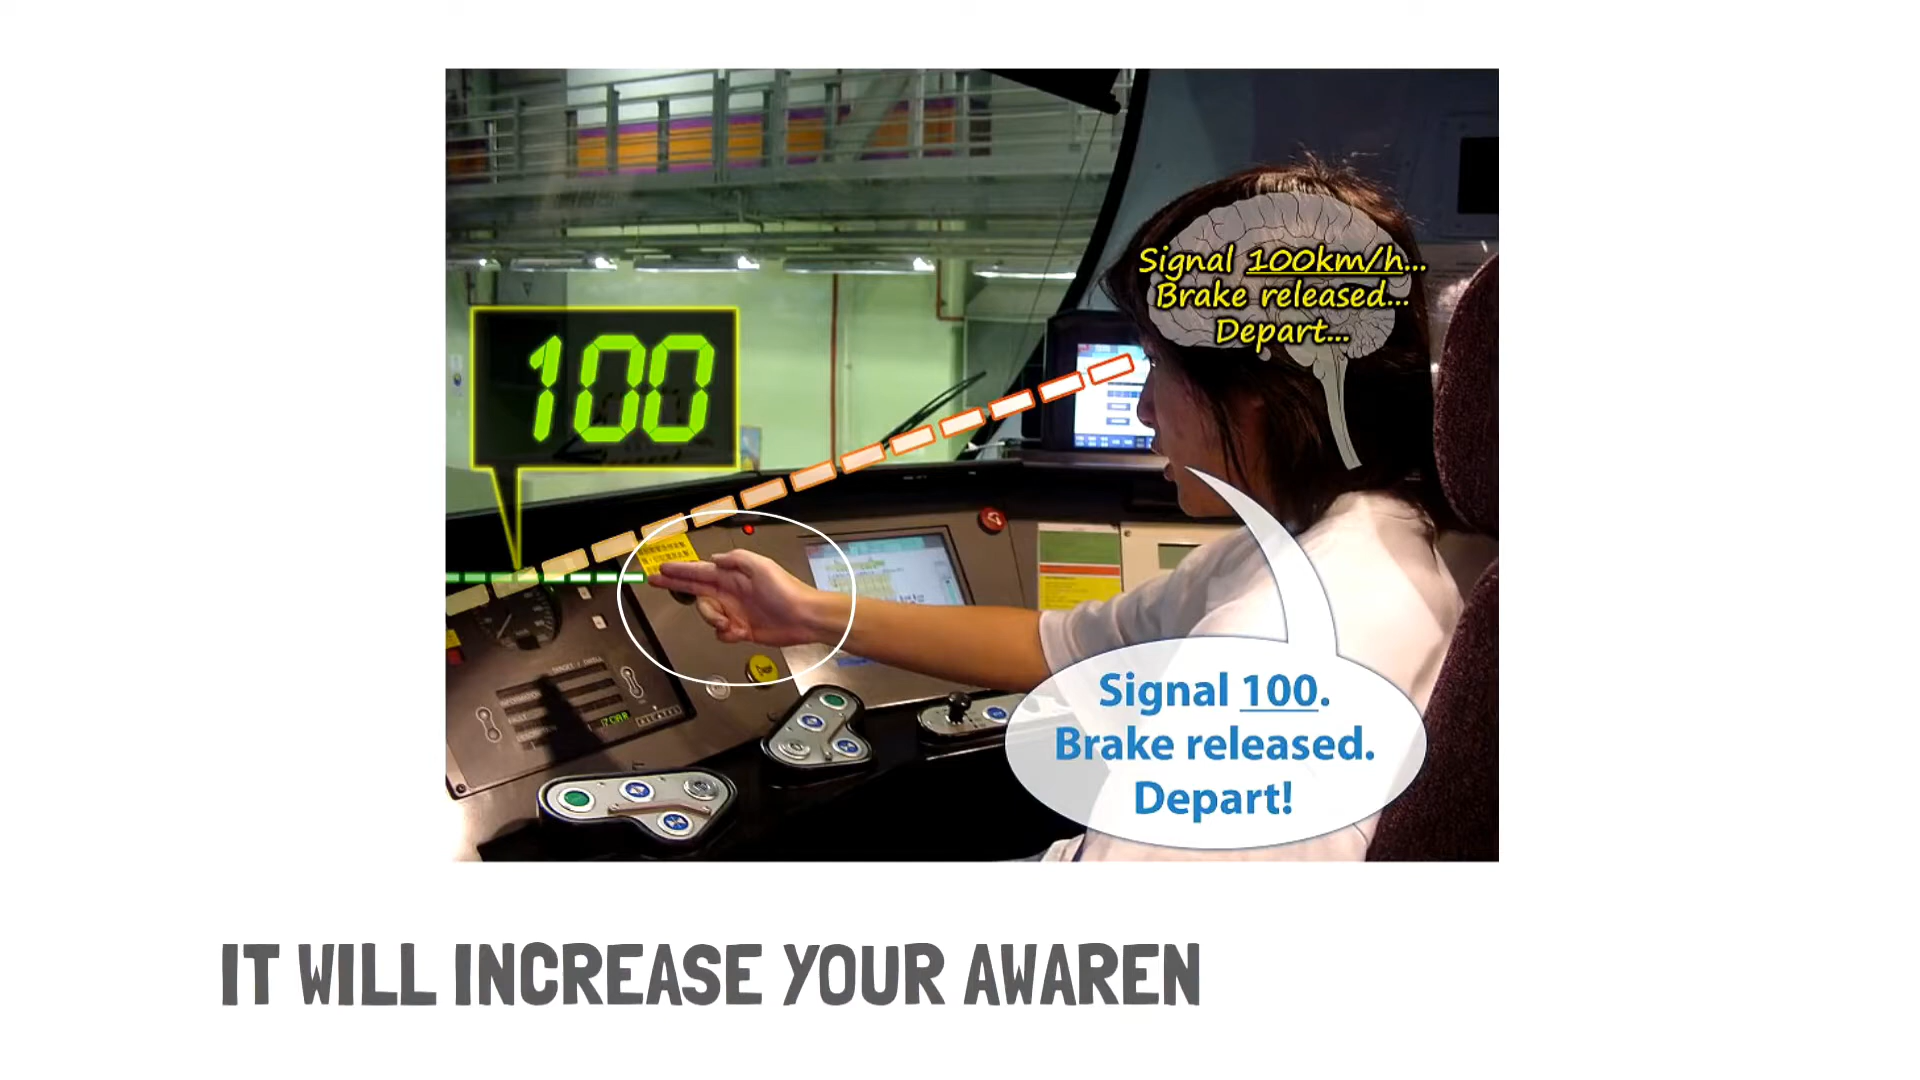 100
Signal 100km/h...
Brake released...
Depart...
Signal 100.
Brake released.
Depart!
IT WILL INCREASE YOUR AWAREN